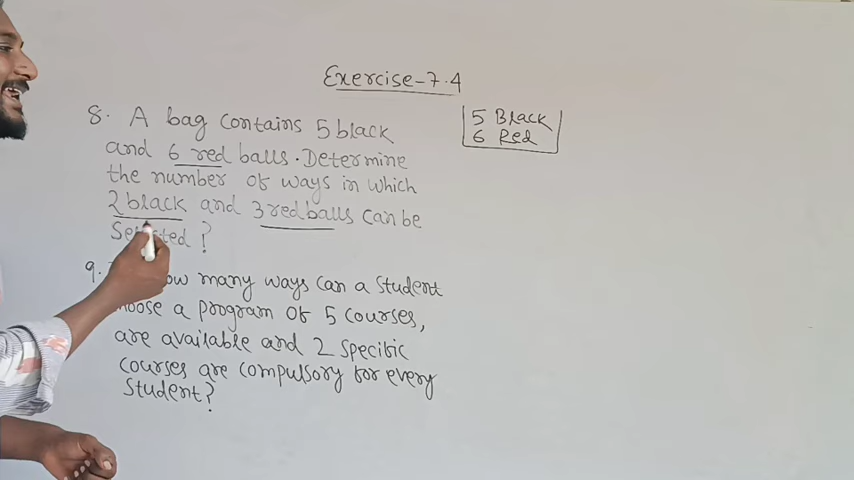 Exercise-7.4
8. A bag contains 5 black
and 6 red balls. Determine
the number of ways in which
2 black and 3 red balls can be
?
5 Black
6 Red
9. many ways can a student
a program of 5 courses,
are available and 2 specific
courses are compulsory for every
student?